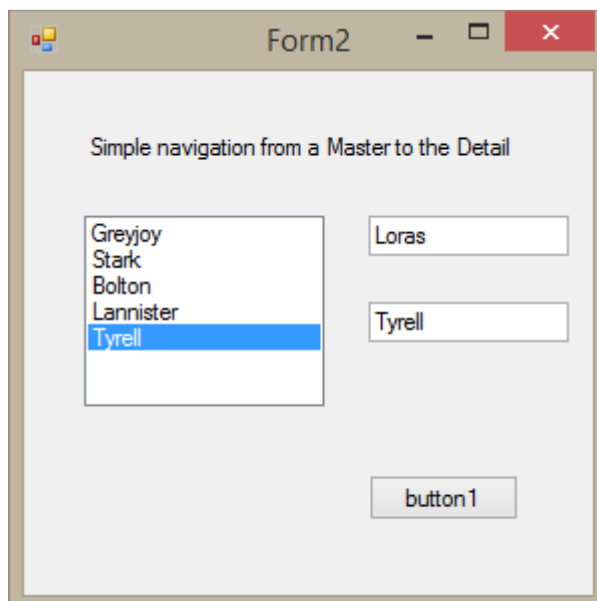 Form2
Simple navigation from a Master to the Detail
Greyjoy
Stark
Bolton
Lannister
Tyrell
Loras
Tyrell
button1